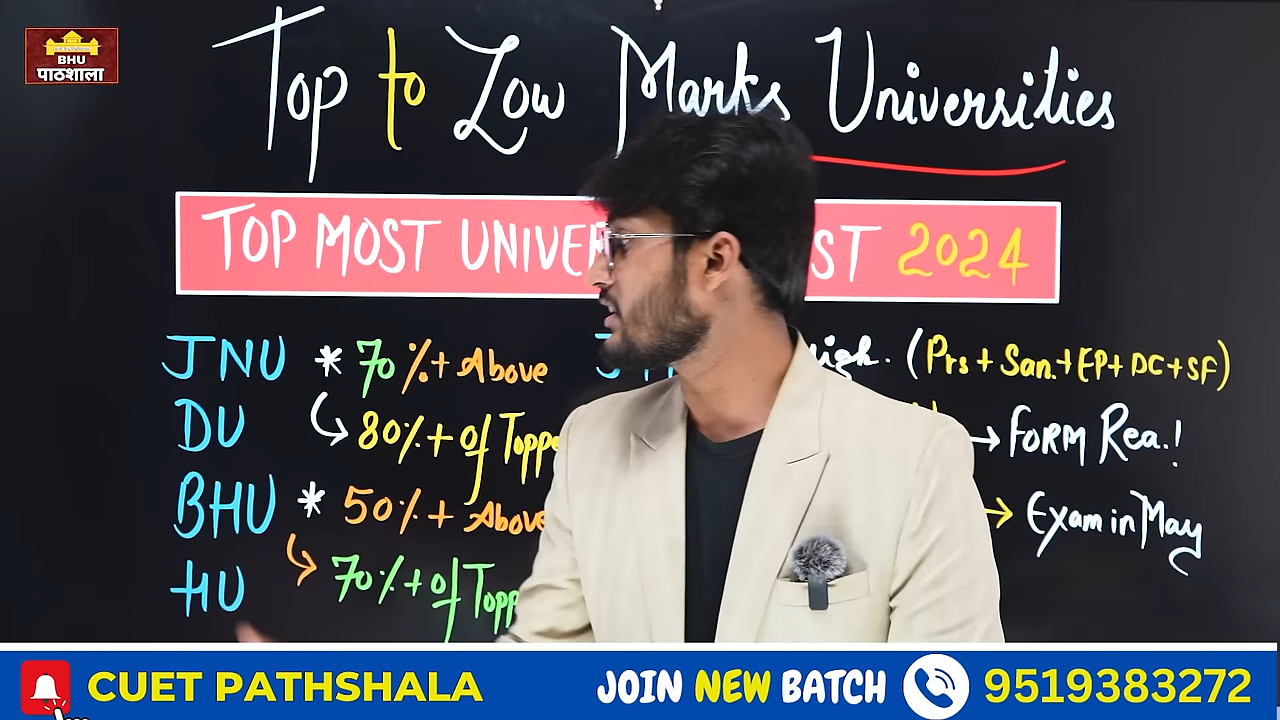 BHU
पाठशाला
Top to Low Marks Universities
TOP MOST UNIVER ST 2024
JNU * 70%+ Above
igh. (Prs + San.+ EP+ DC+ SF)
DU 80%+ of Toppe
→ FORM Rea.!
BHU * 50%+ Above
→ Exam in May
HU 70%+ of Topp
CUET PATHSHALA JOIN NEW BATCH 9519383272